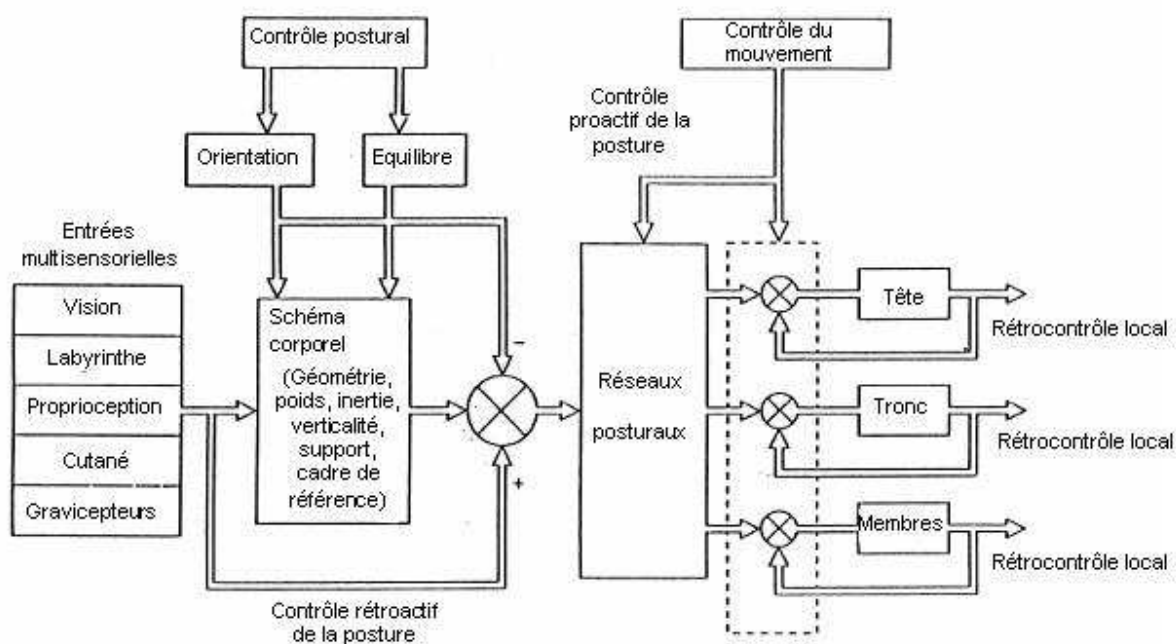 Contrôle postural
Contrôle du
mouvement
Contrôle
proactif de la
posture
Orientation
Equilibre
Entrées
multisensorielles
Vision
Labyrinthe
Proprioception
Cutané
Gravicepteurs
Schéma
corporel
(Géométrie,
poids, inertie,
verticalité,
support,
cadre de
référence)
−
+
Contrôle rétroactif
de la posture
Réseaux
posturaux
Tête
Rétrocontrôle local
Tronc
Rétrocontrôle local
Membres
Rétrocontrôle local